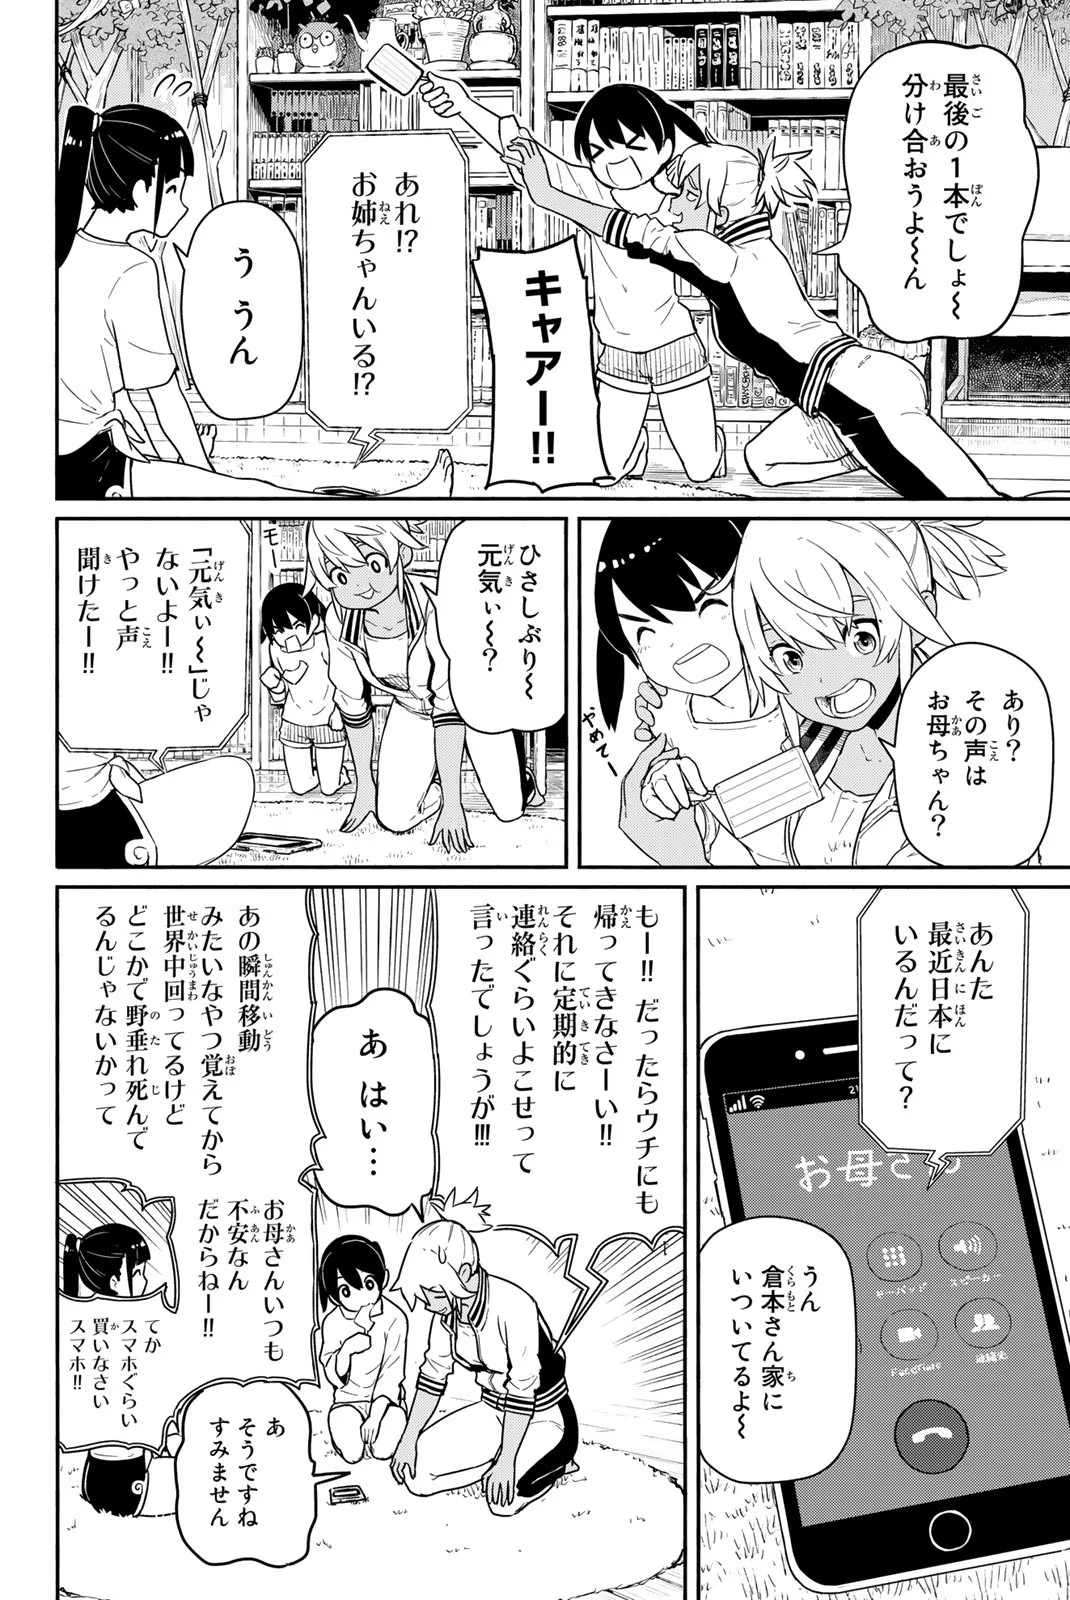 最後の1本でしょ〜
分け合おうよ〜ん
キャアー!!
あれ!?
お姉ちゃんいる!?
う うん
あり?
その声は
お母ちゃん?
やめてー
ひさしぶり〜
元気ぃ〜?
モー
「元気ぃ〜」じゃ
ないよー!!
やっと声
聞けたー!!
あんた
最近日本に
いるんだって?
お母さん
スピーカー
FaceTime
連絡先
うん
倉本さん家に
いついてるよ〜
もー!! だったらウチにも
帰ってきなさーい!!
それに定期的に
連絡ぐらいよこせって
言ったでしょうが!!!
あ はい…
あの瞬間移動
みたいなやつ覚えてから
世界中回ってるけど
どこかで野垂れ死んで
るんじゃないかって
お母さんいつも
不安なん
だからねー!!
てか
スマホぐらい
買いなさい
スマホ!!
あ
そうですね
すみません